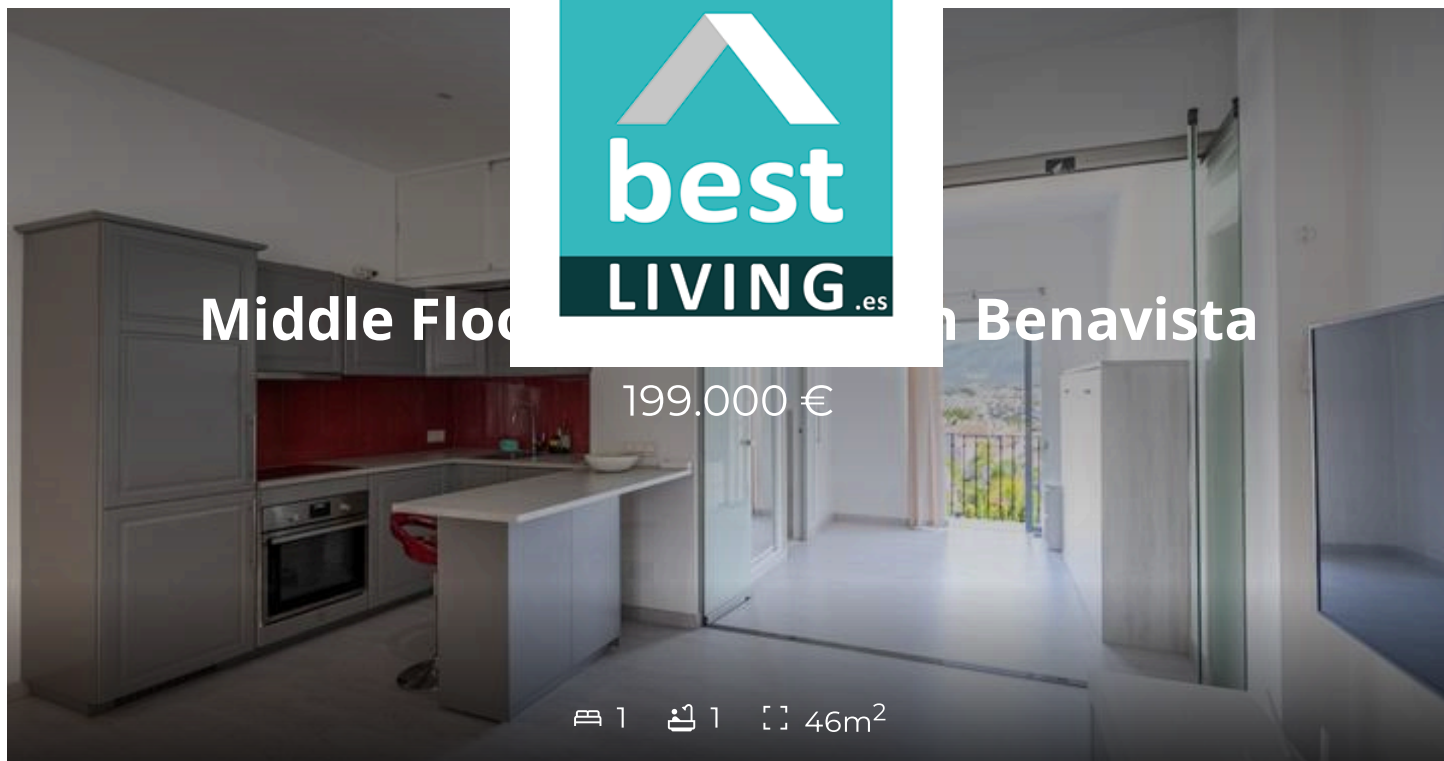 best
LIVING.es
Middle Floo Benavista
199.000 €
1 1 46m²